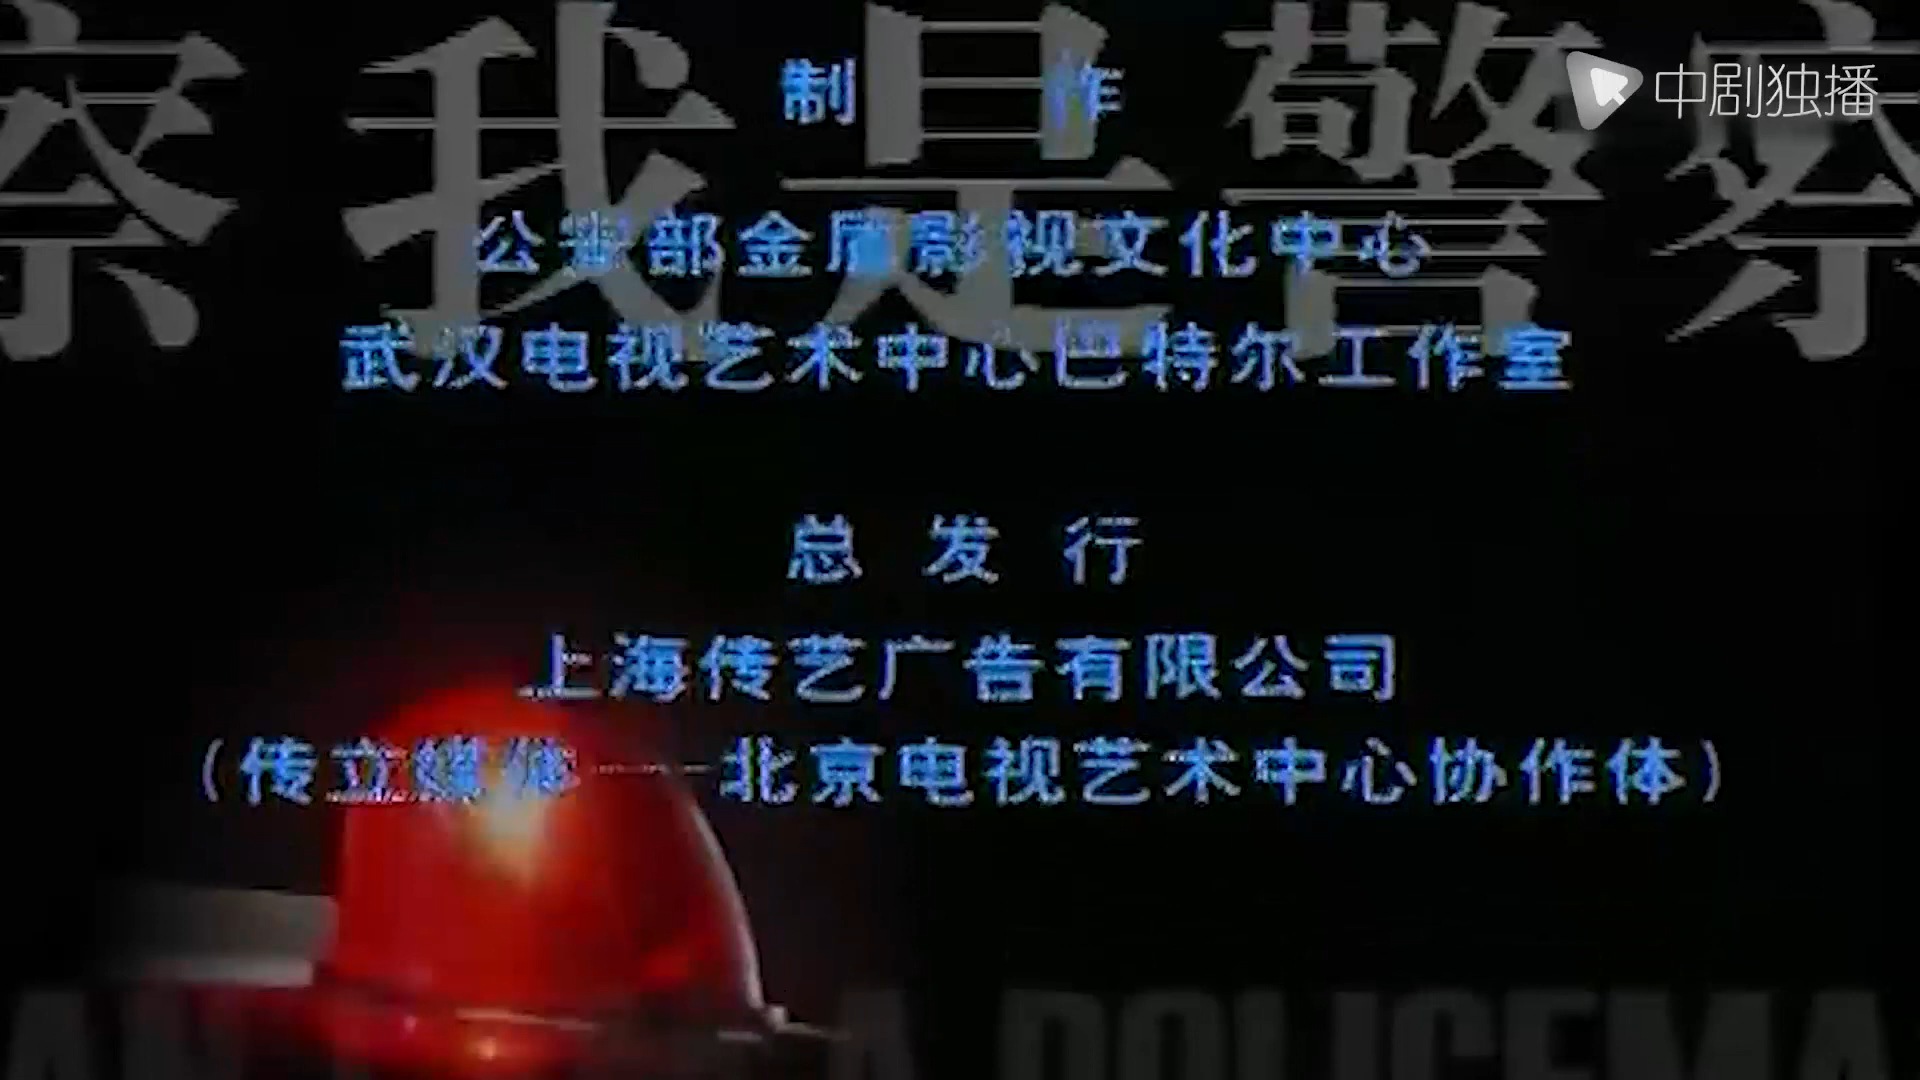 察我是警察
中剧独播
制 作
公安部金盾影视文化中心
武汉电视艺术中心巴特尔工作室
总 发 行
上海传艺广告有限公司
(传立媒体——北京电视艺术中心协作体)
A POLICEMA